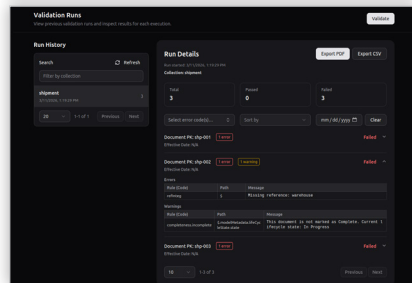 Validation Runs
View previous validation runs and inspect results for each execution.
Validate
Run History
Search
Refresh
Filter by collection
shipment
20
1-1 of 1
Previous
Next
Run Details
Export PDF
Export CSV
Collection: shipment
Total
3
Passed
0
Failed
3
Select error code(s)...
Sort by
mm/dd/yyyy
Clear
Document PK: shp-001
1 error
Failed
Effective Date: N/A
Document PK: shp-002
1 error
1 warning
Failed
Effective Date: N/A
Errors
Rule (Code)
Path
Message
Missing reference: warehouse
Warnings
Rule (Code)
Path
Message
completeness.incomplete
This document is not marked as Complete. Current lifecycle state: In Progress
Document PK: shp-003
1 error
Failed
Effective Date: N/A
10
1-3 of 3
Previous
Next